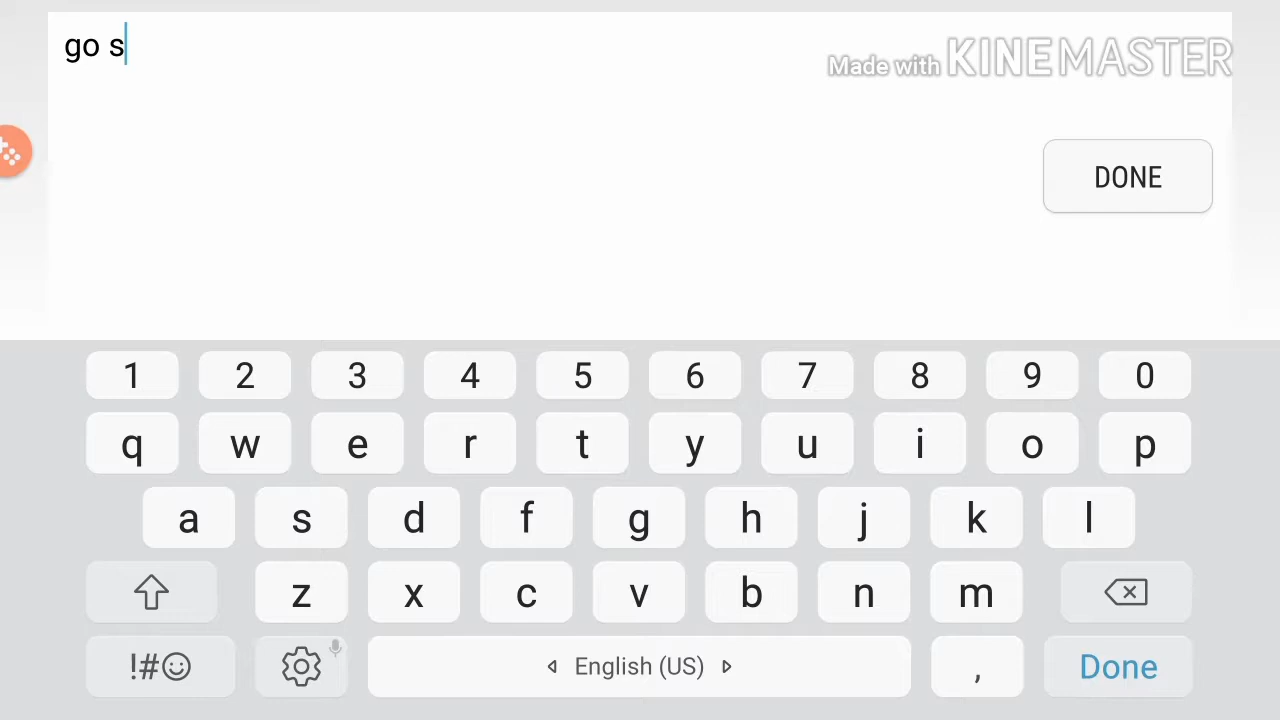 go s
Made with KINEMASTER
DONE
1 2 3 4 5 6 7 8 9 0
q w e r t y u i o p
a s d f g h j k l
z x c v b n m
!#☺ English (US) , Done